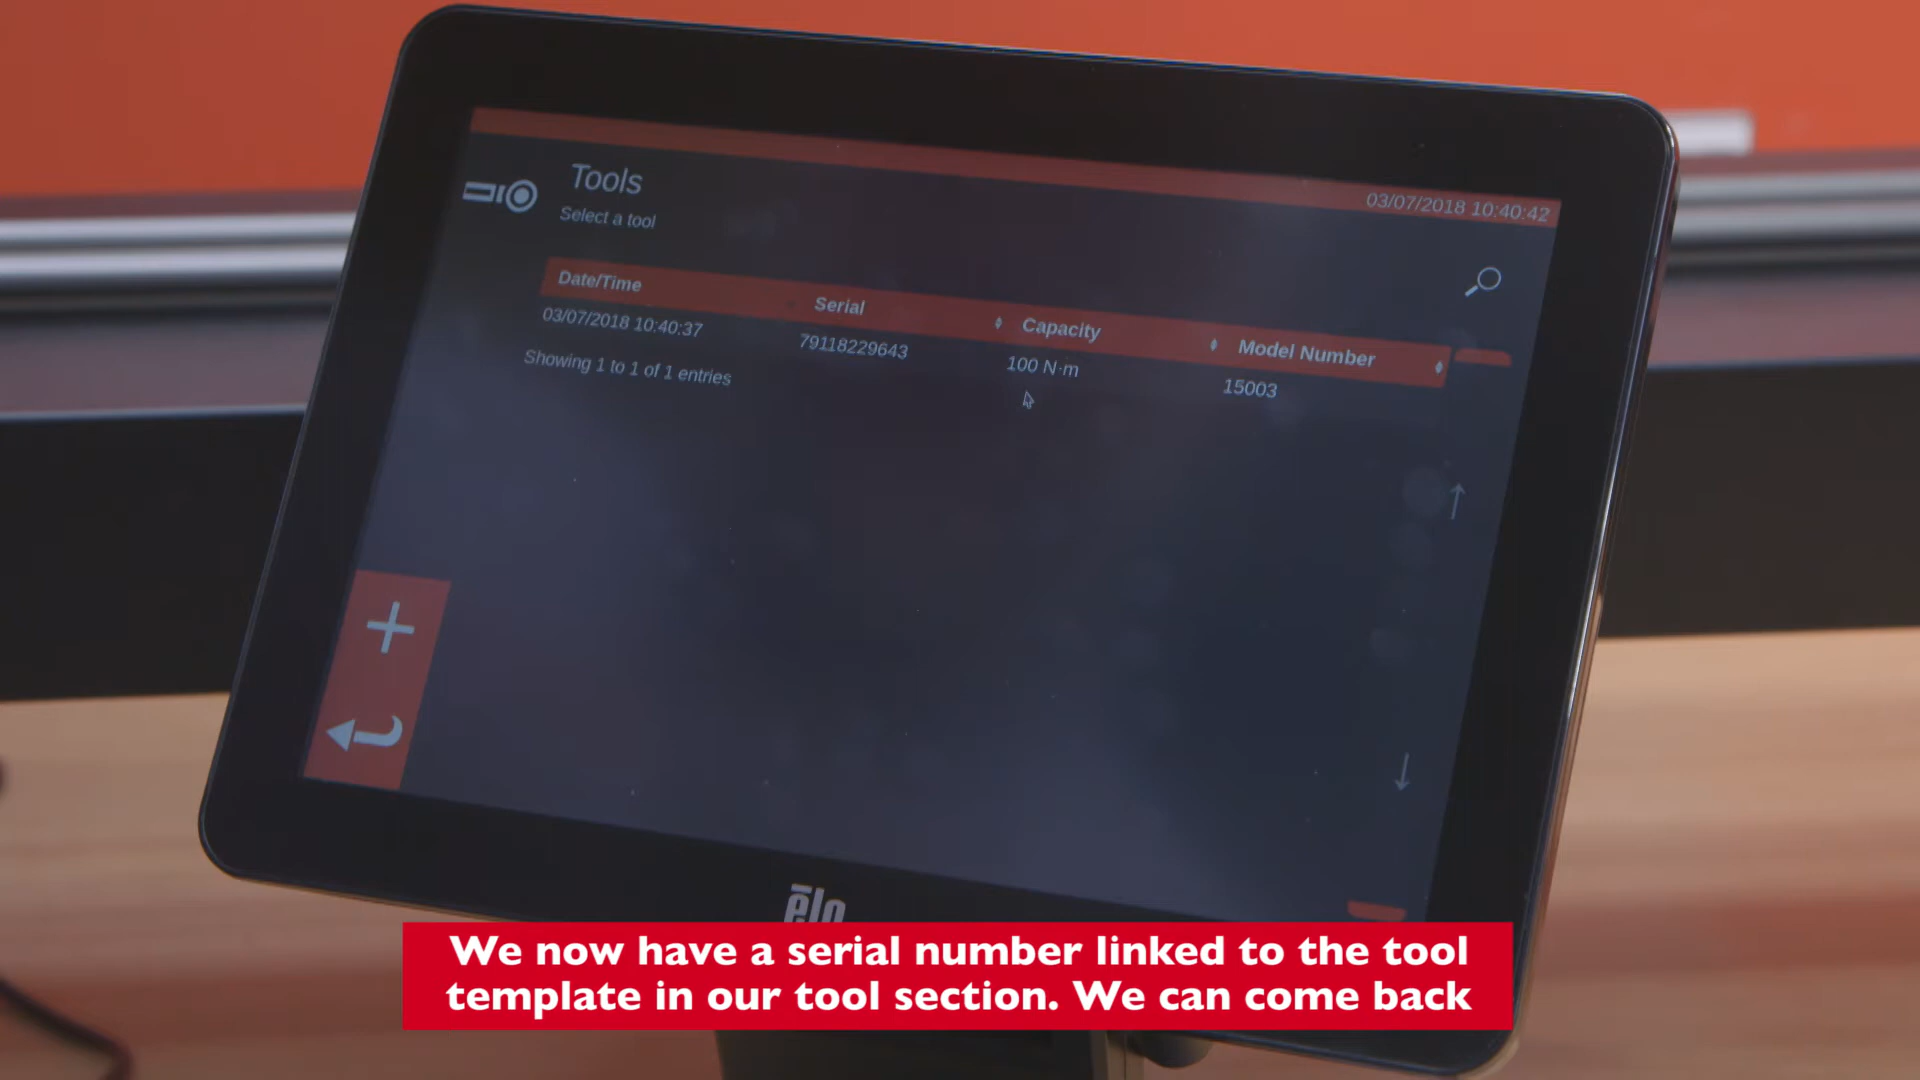 03/07/2018 10:40:42
Tools
Select a tool
Date/Time Serial Capacity Model Number
03/07/2018 10:40:37 79118229643 100 N·m 15003
Showing 1 to 1 of 1 entries
elo
We now have a serial number linked to the tool
template in our tool section. We can come back